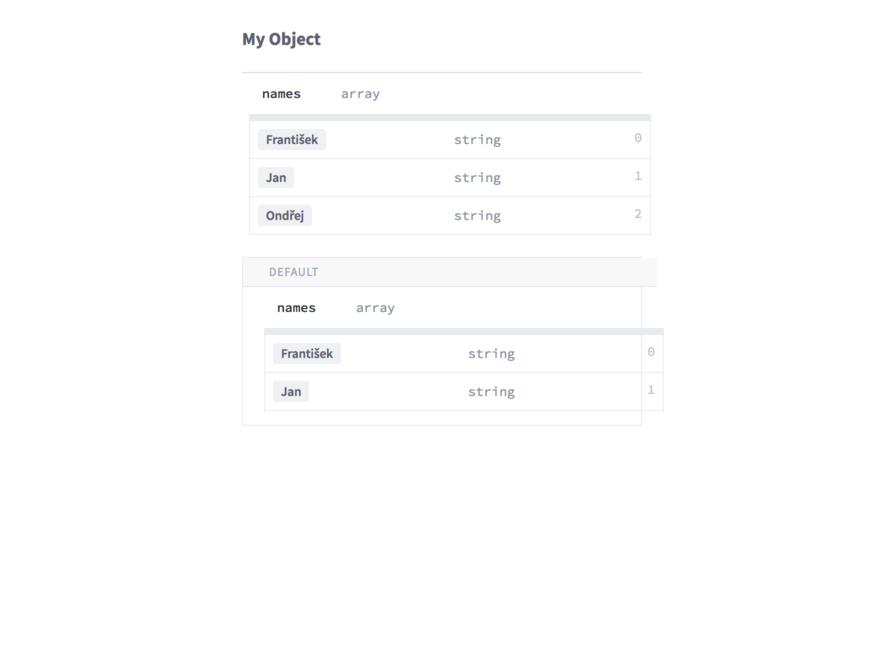 My Object
names array
František string 0
Jan string 1
Ondřej string 2
DEFAULT
names array
František string 0
Jan string 1